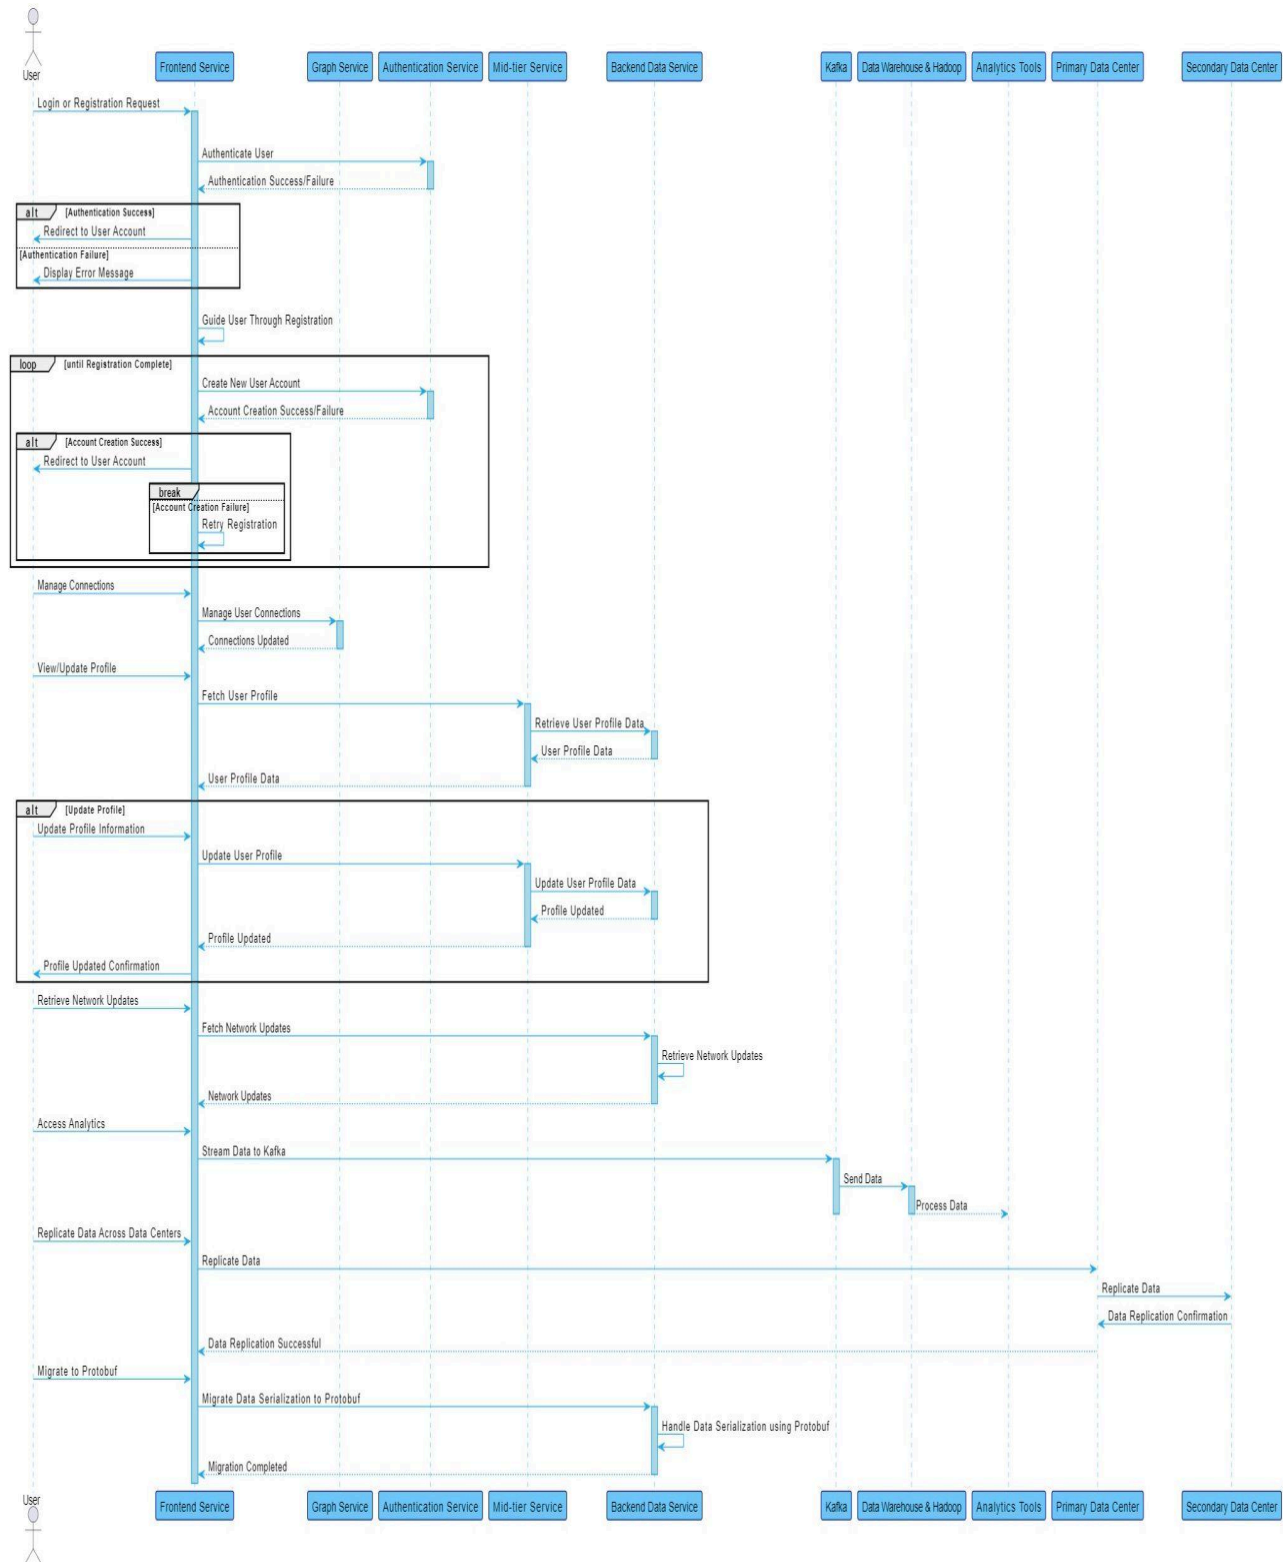 User
Frontend Service
Graph Service
Authentication Service
Mid-tier Service
Backend Data Service
Kafka
Data Warehouse & Hadoop
Analytics Tools
Primary Data Center
Secondary Data Center
Login or Registration Request
Authenticate User
Authentication Success/Failure
alt [Authentication Success]
Redirect to User Account
[Authentication Failure]
Display Error Message
Guide User Through Registration
loop [until Registration Complete]
Create New User Account
Account Creation Success/Failure
alt [Account Creation Success]
Redirect to User Account
break
[Account Creation Failure]
Retry Registration
Manage Connections
Manage User Connections
Connections Updated
View/Update Profile
Fetch User Profile
Retrieve User Profile Data
User Profile Data
User Profile Data
alt [Update Profile]
Update Profile Information
Update User Profile
Update User Profile Data
Profile Updated
Profile Updated
Profile Updated Confirmation
Retrieve Network Updates
Fetch Network Updates
Retrieve Network Updates
Network Updates
Access Analytics
Stream Data to Kafka
Send Data
Process Data
Replicate Data Across Data Centers
Replicate Data
Replicate Data
Data Replication Confirmation
Data Replication Successful
Migrate to Protobuf
Migrate Data Serialization to Protobuf
Handle Data Serialization using Protobuf
Migration Completed
User
Frontend Service
Graph Service
Authentication Service
Mid-tier Service
Backend Data Service
Kafka
Data Warehouse & Hadoop
Analytics Tools
Primary Data Center
Secondary Data Center